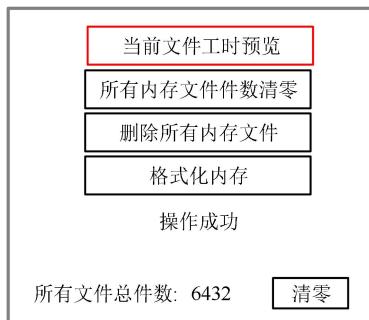 当前文件工时预览
所有内存文件件数清零
删除所有内存文件
格式化内存
操作成功
所有文件总件数: 6432 清零